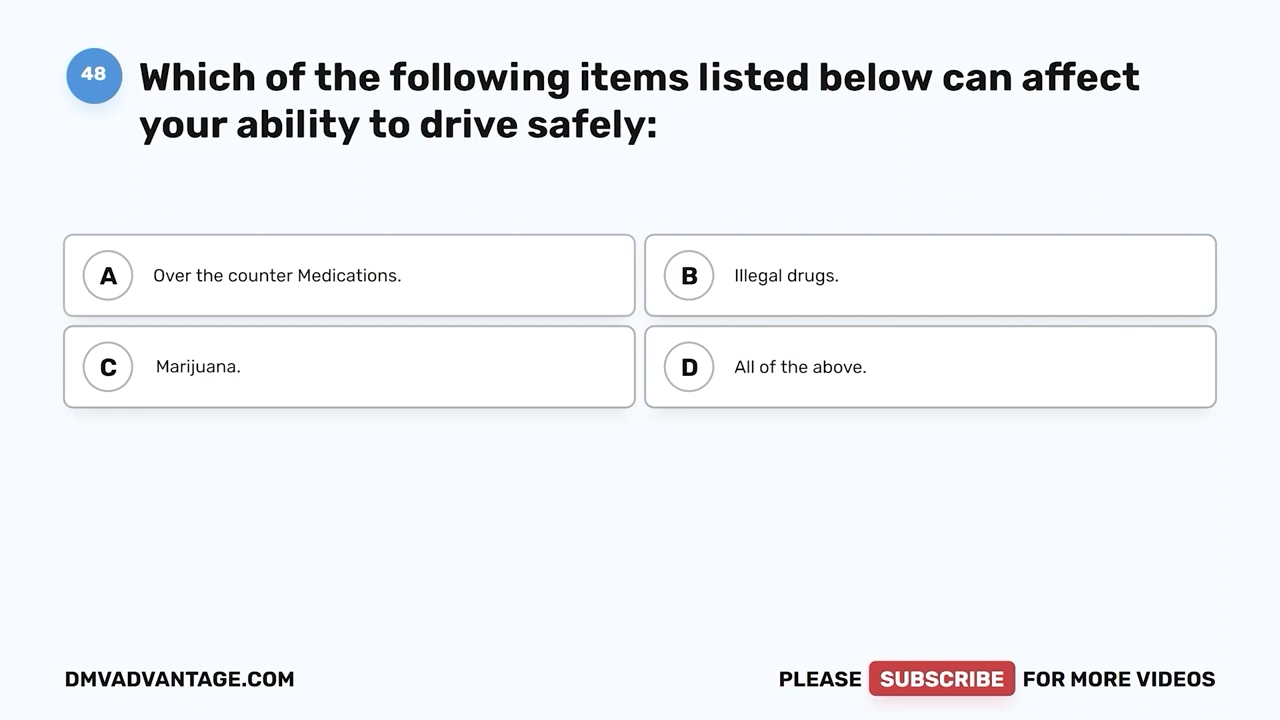 48
Which of the following items listed below can affect
your ability to drive safely:
A Over the counter Medications.
B Illegal drugs.
C Marijuana.
D All of the above.
DMVADVANTAGE.COM
PLEASE SUBSCRIBE FOR MORE VIDEOS